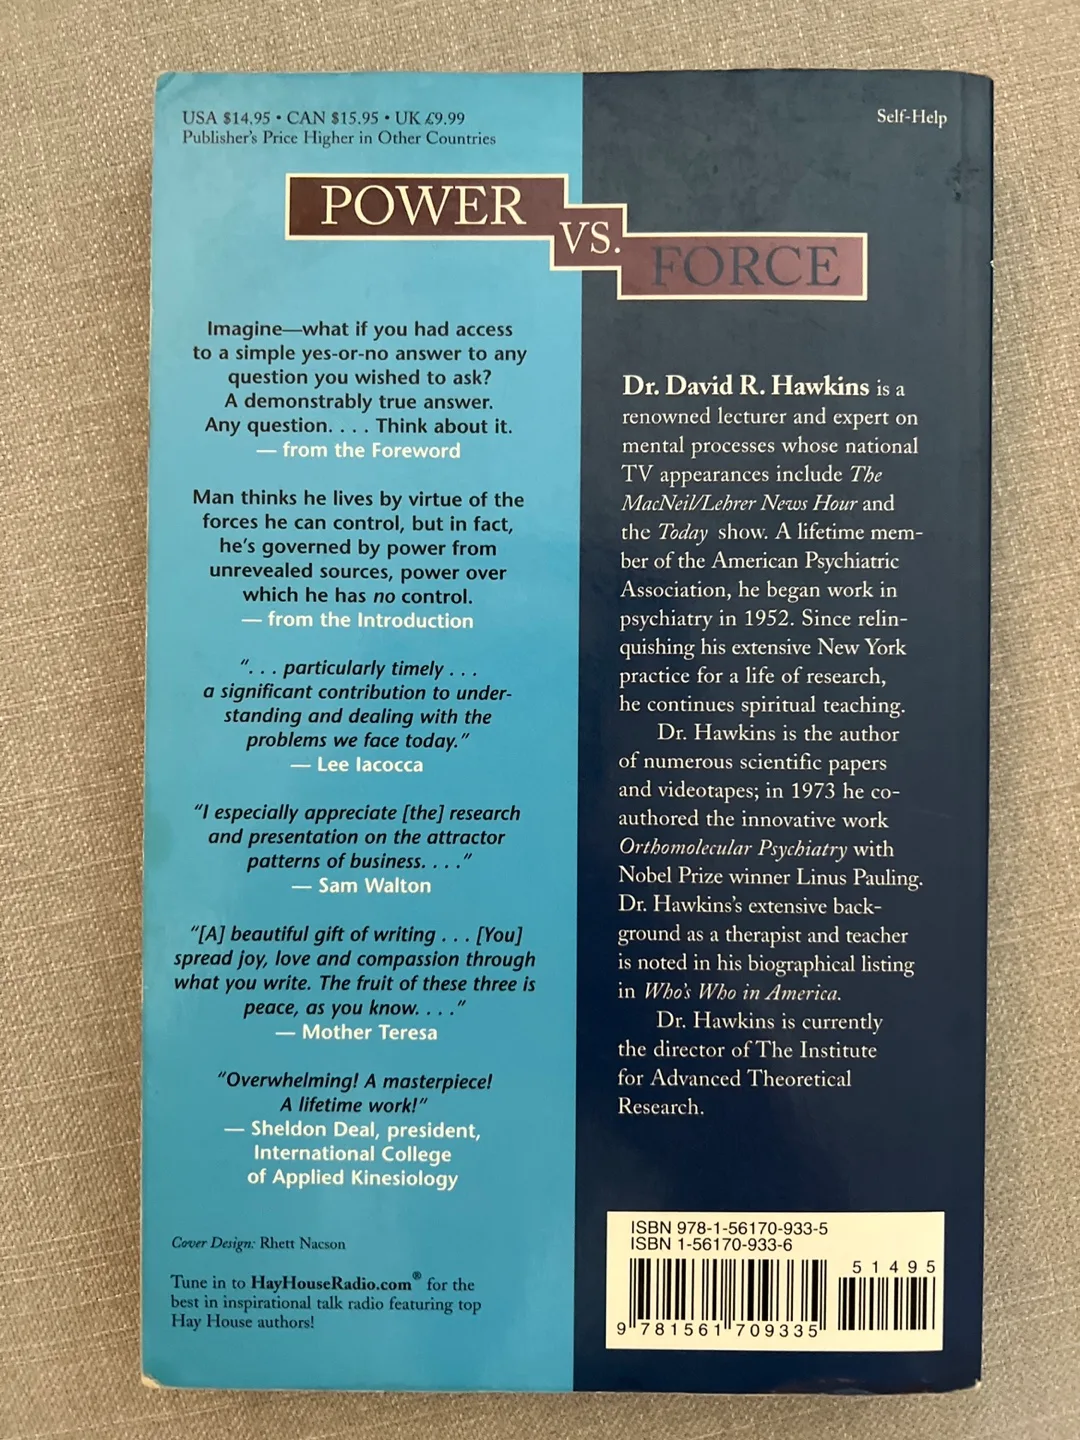 USA $14.95 • CAN $15.95 • UK £9.99
Publisher's Price Higher in Other Countries
Self-Help
POWER
VS.
FORCE
Imagine—what if you had access
to a simple yes-or-no answer to any
question you wished to ask?
A demonstrably true answer.
Any question. . . . Think about it.
— from the Foreword
Man thinks he lives by virtue of the
forces he can control, but in fact,
he's governed by power from
unrevealed sources, power over
which he has no control.
— from the Introduction
“. . . particularly timely . . .
a significant contribution to under-
standing and dealing with the
problems we face today.”
— Lee Iacocca
“I especially appreciate [the] research
and presentation on the attractor
patterns of business. . . .”
— Sam Walton
“[A] beautiful gift of writing . . . [You]
spread joy, love and compassion through
what you write. The fruit of these three is
peace, as you know. . . .”
— Mother Teresa
“Overwhelming! A masterpiece!
A lifetime work!”
— Sheldon Deal, president,
International College
of Applied Kinesiology
Cover Design: Rhett Nacson
Tune in to HayHouseRadio.com® for the
best in inspirational talk radio featuring top
Hay House authors!
Dr. David R. Hawkins is a
renowned lecturer and expert on
mental processes whose national
TV appearances include The
MacNeil/Lehrer News Hour and
the Today show. A lifetime mem-
ber of the American Psychiatric
Association, he began work in
psychiatry in 1952. Since relin-
quishing his extensive New York
practice for a life of research,
he continues spiritual teaching.
Dr. Hawkins is the author
of numerous scientific papers
and videotapes; in 1973 he co-
authored the innovative work
Orthomolecular Psychiatry with
Nobel Prize winner Linus Pauling.
Dr. Hawkins's extensive back-
ground as a therapist and teacher
is noted in his biographical listing
in Who's Who in America.
Dr. Hawkins is currently
the director of The Institute
for Advanced Theoretical
Research.
ISBN 978-1-56170-933-5
ISBN 1-56170-933-6
51495
9 781561 709335